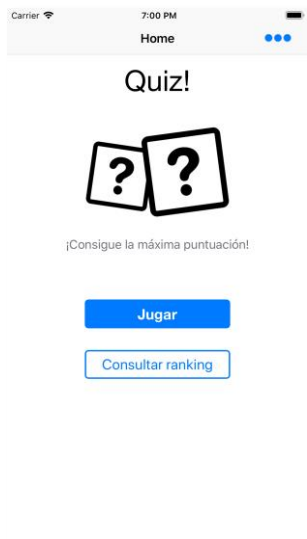 Carrier 7:00 PM
Home
Quiz!
? ?
¡Consigue la máxima puntuación!
Jugar
Consultar ranking